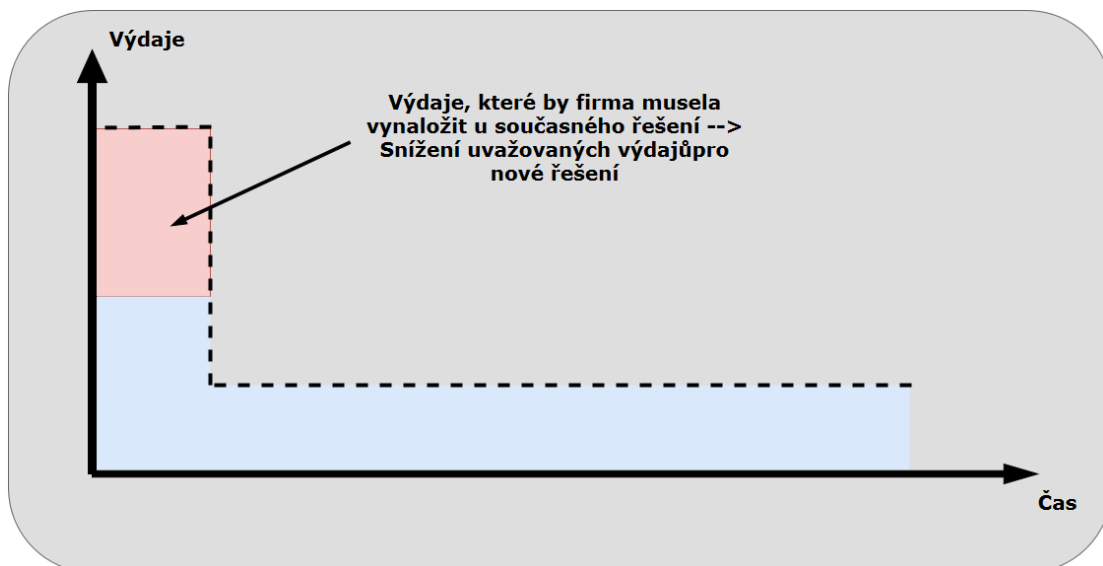 Výdaje
Výdaje, které by firma musela
vynaložit u současného řešení -->
Snížení uvažovaných výdajůpro
nové řešení
Čas